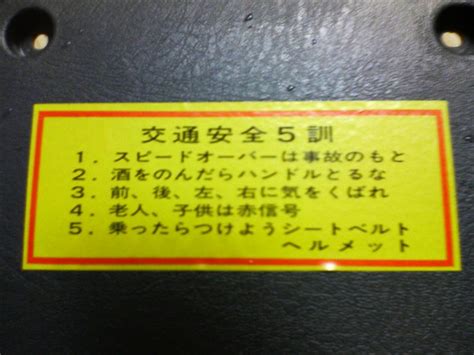 交通安全５訓
１．スピードオーバーは事故のもと
２．酒をのんだらハンドルとるな
３．前、後、左、右に気をくばれ
４．老人、子供は赤信号
５．乗ったらつけようシートベルト
ヘルメット